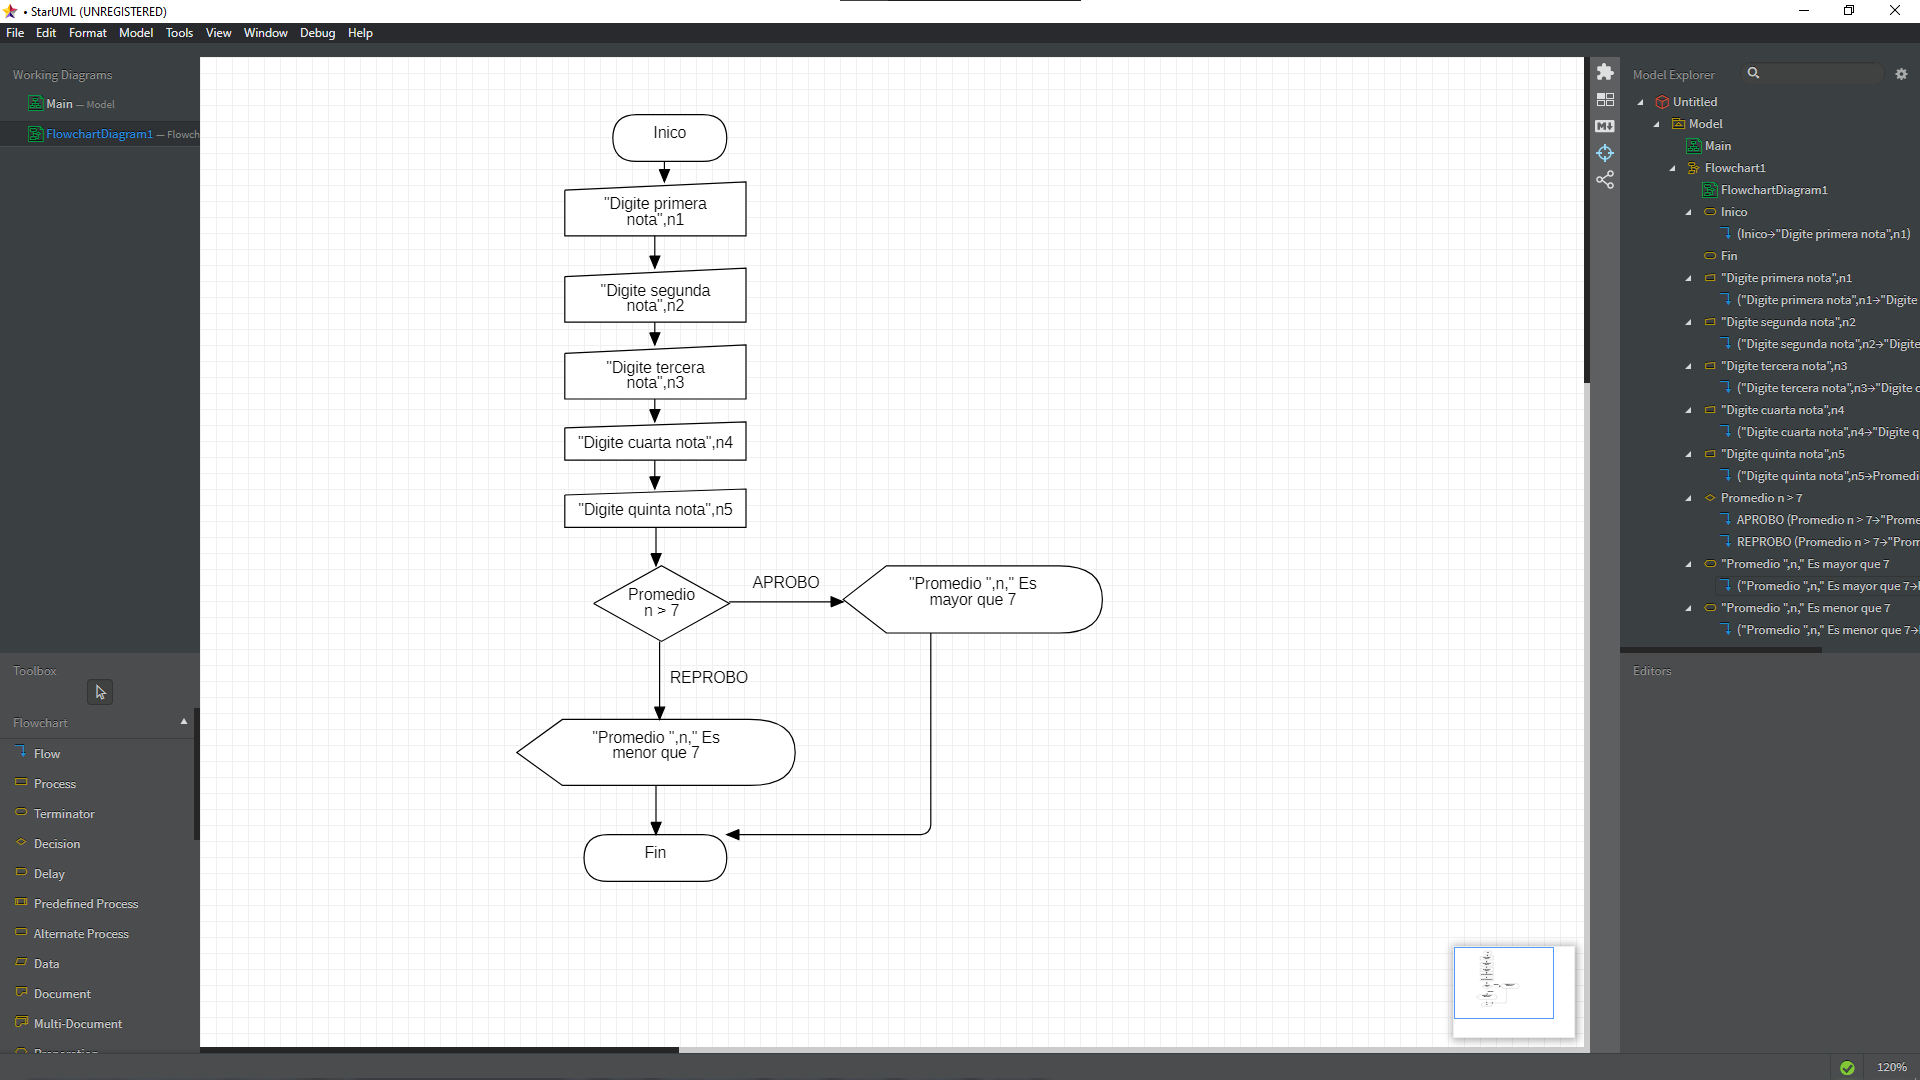 • StarUML (UNREGISTERED)
File Edit Format Model Tools View Window Debug Help
Working Diagrams
Main — Model
FlowchartDiagram1 — Flowch
Toolbox
Flowchart
Flow
Process
Terminator
Decision
Delay
Predefined Process
Alternate Process
Data
Document
Multi-Document
Preparation
Inico
"Digite primera
nota",n1
"Digite segunda
nota",n2
"Digite tercera
nota",n3
"Digite cuarta nota",n4
"Digite quinta nota",n5
Promedio
n > 7
APROBO
"Promedio ",n," Es
mayor que 7
REPROBO
"Promedio ",n," Es
menor que 7
Fin
Model Explorer
Untitled
Model
Main
Flowchart1
FlowchartDiagram1
Inico
(Inico→"Digite primera nota",n1)
Fin
"Digite primera nota",n1
("Digite primera nota",n1→"Digite
"Digite segunda nota",n2
("Digite segunda nota",n2→"Digite
"Digite tercera nota",n3
("Digite tercera nota",n3→"Digite c
"Digite cuarta nota",n4
("Digite cuarta nota",n4→"Digite q
"Digite quinta nota",n5
("Digite quinta nota",n5→Promedi
Promedio n > 7
APROBO (Promedio n > 7→"Prome
REPROBO (Promedio n > 7→"Prom
"Promedio ",n," Es mayor que 7
("Promedio ",n," Es mayor que 7→
"Promedio ",n," Es menor que 7
("Promedio ",n," Es menor que 7→
Editors
120%